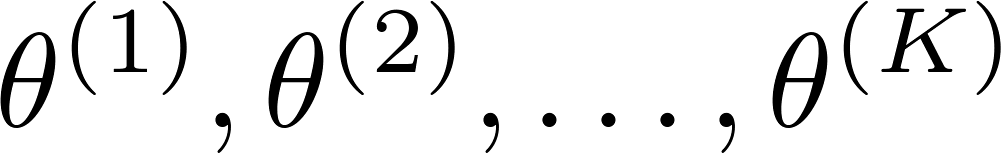 θ^{(1)}, θ^{(2)}, . . . , θ^{(K)}